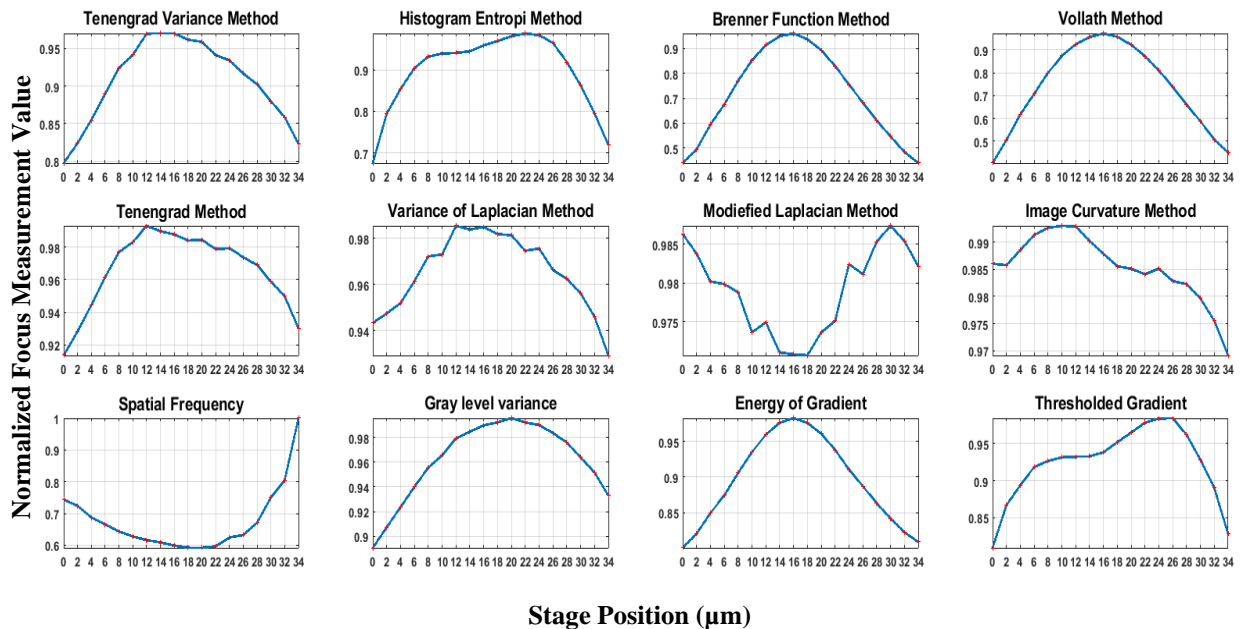 Normalized Focus Measurement Value
Tenengrad Variance Method
0.95
0.9
0.85
0.8
0 2 4 6 8 10 12 14 16 18 20 22 24 26 28 30 32 34
Histogram Entropi Method
0.9
0.8
0.7
0 2 4 6 8 10 12 14 16 18 20 22 24 26 28 30 32 34
Brenner Function Method
0.9
0.8
0.7
0.6
0.5
0 2 4 6 8 10 12 14 16 18 20 22 24 26 28 30 32 34
Vollath Method
0.9
0.8
0.7
0.6
0.5
0 2 4 6 8 10 12 14 16 18 20 22 24 26 28 30 32 34
Tenengrad Method
0.98
0.96
0.94
0.92
0 2 4 6 8 10 12 14 16 18 20 22 24 26 28 30 32 34
Variance of Laplacian Method
0.98
0.96
0.94
0 2 4 6 8 10 12 14 16 18 20 22 24 26 28 30 32 34
Modiefied Laplacian Method
0.985
0.98
0.975
0 2 4 6 8 10 12 14 16 18 20 22 24 26 28 30 32 34
Image Curvature Method
0.99
0.985
0.98
0.975
0.97
0 2 4 6 8 10 12 14 16 18 20 22 24 26 28 30 32 34
Spatial Frequency
1
0.9
0.8
0.7
0.6
0 2 4 6 8 10 12 14 16 18 20 22 24 26 28 30 32 34
Gray level variance
0.98
0.96
0.94
0.92
0.9
0 2 4 6 8 10 12 14 16 18 20 22 24 26 28 30 32 34
Energy of Gradient
0.95
0.9
0.85
0 2 4 6 8 10 12 14 16 18 20 22 24 26 28 30 32 34
Thresholded Gradient
0.95
0.9
0.85
0 2 4 6 8 10 12 14 16 18 20 22 24 26 28 30 32 34
Stage Position (μm)